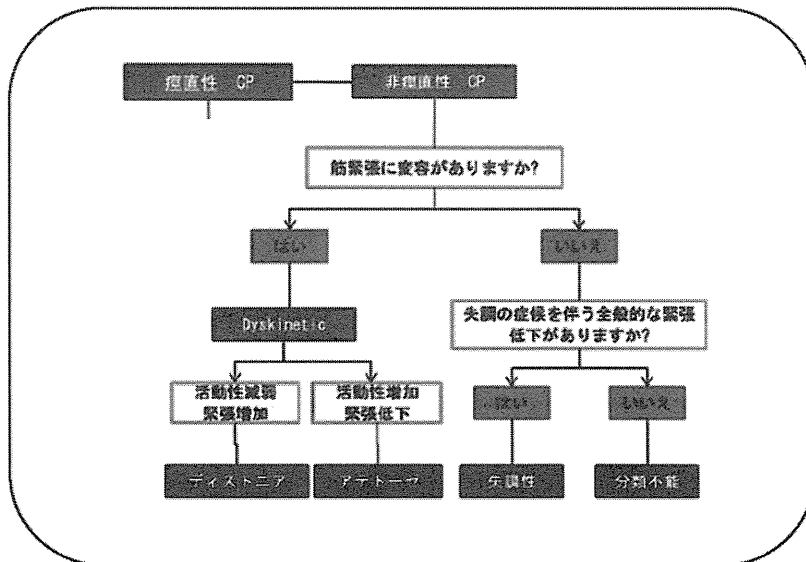 痙直性 CP
非痙直性 CP
筋緊張に変容がありますか?
はい
いいえ
Dyskinetic
失調の症候を伴う全般的な緊張
低下がありますか?
活動性減弱
緊張増加
活動性増加
緊張低下
はい
いいえ
ディストニア
アテトーゼ
失調性
分類不能